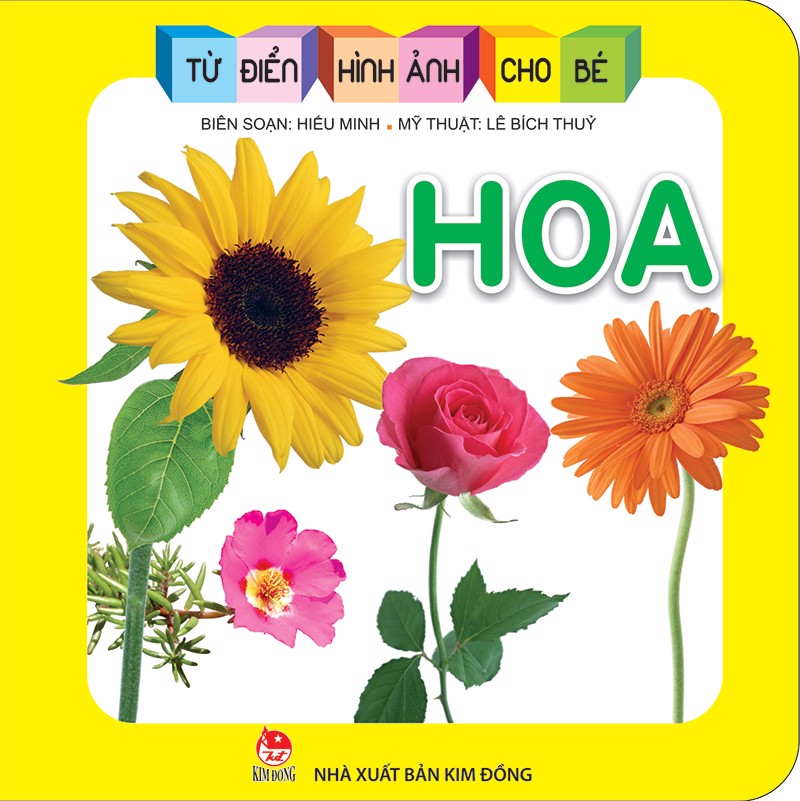 TỪ ĐIỂN HÌNH ẢNH CHO BÉ
BIÊN SOẠN: HIẾU MINH ▪ MỸ THUẬT: LÊ BÍCH THUỶ
HOA
KIM ĐỒNG
NHÀ XUẤT BẢN KIM ĐỒNG